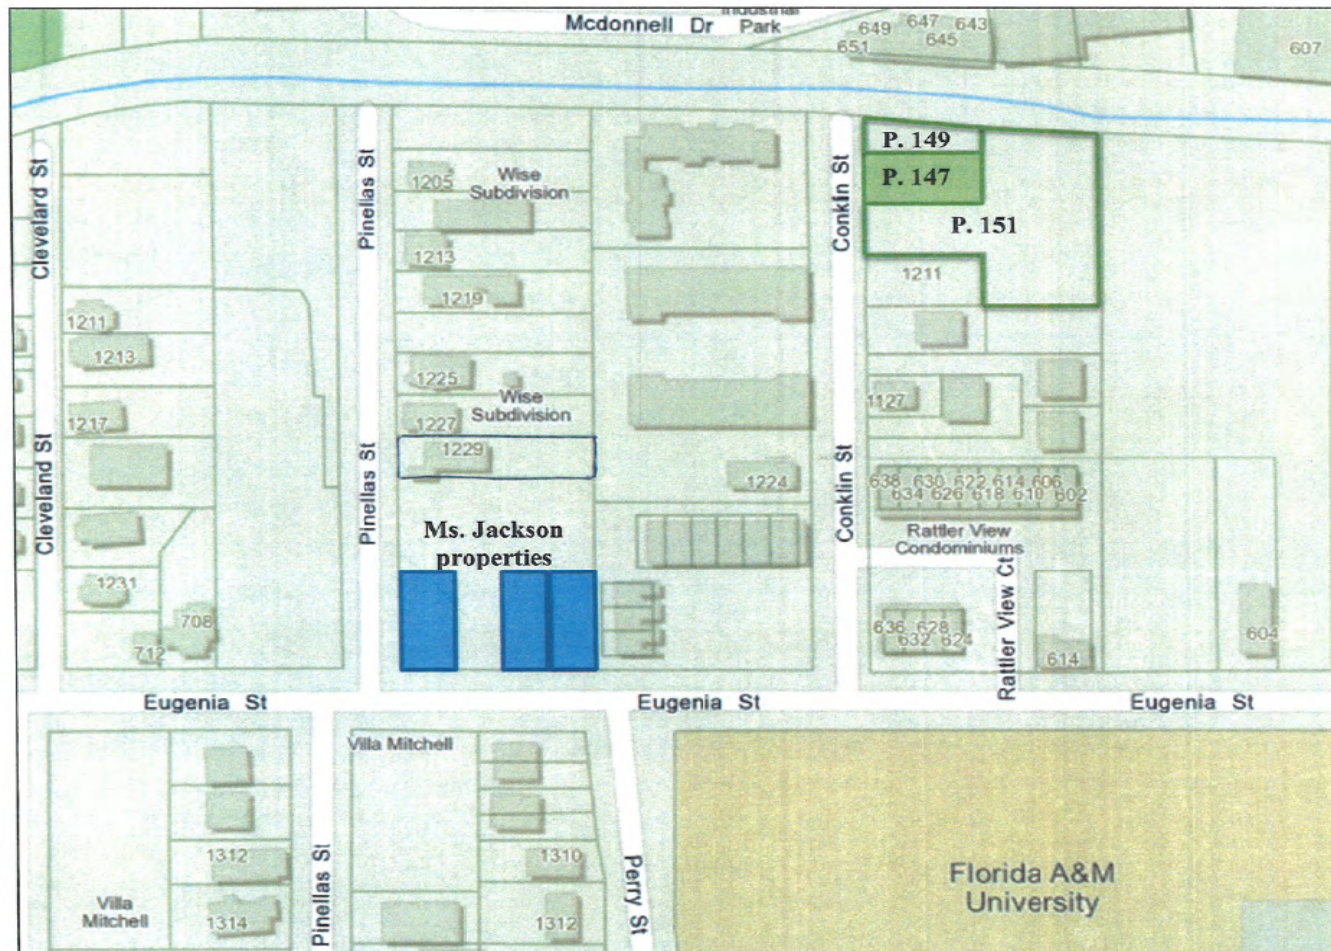 Industrial
Mcdonnell Dr Park
649 647 643
651 645
607
P. 149
P. 147
P. 151
Clevelard St
Pinellas St
Conkin St
1205
Wise
Subdivision
1213
1219
1211
1211
1213
1217
1225
1227
Wise
Subdivision
1229
1127
1224
638 630 622 614 606
634 626 618 610 602
Rattler View
Condominiums
Cleveland St
Pinellas St
Conklin St
Ms. Jackson
properties
1231
708
712
636 628
632 624
Rattler View Ct
614
604
Eugenia St
Eugenia St
Eugenia St
Villa Mitchell
1312
1310
Villa
Mitchell
1314
Pinellas St
1312
Perry St
Florida A&M
University